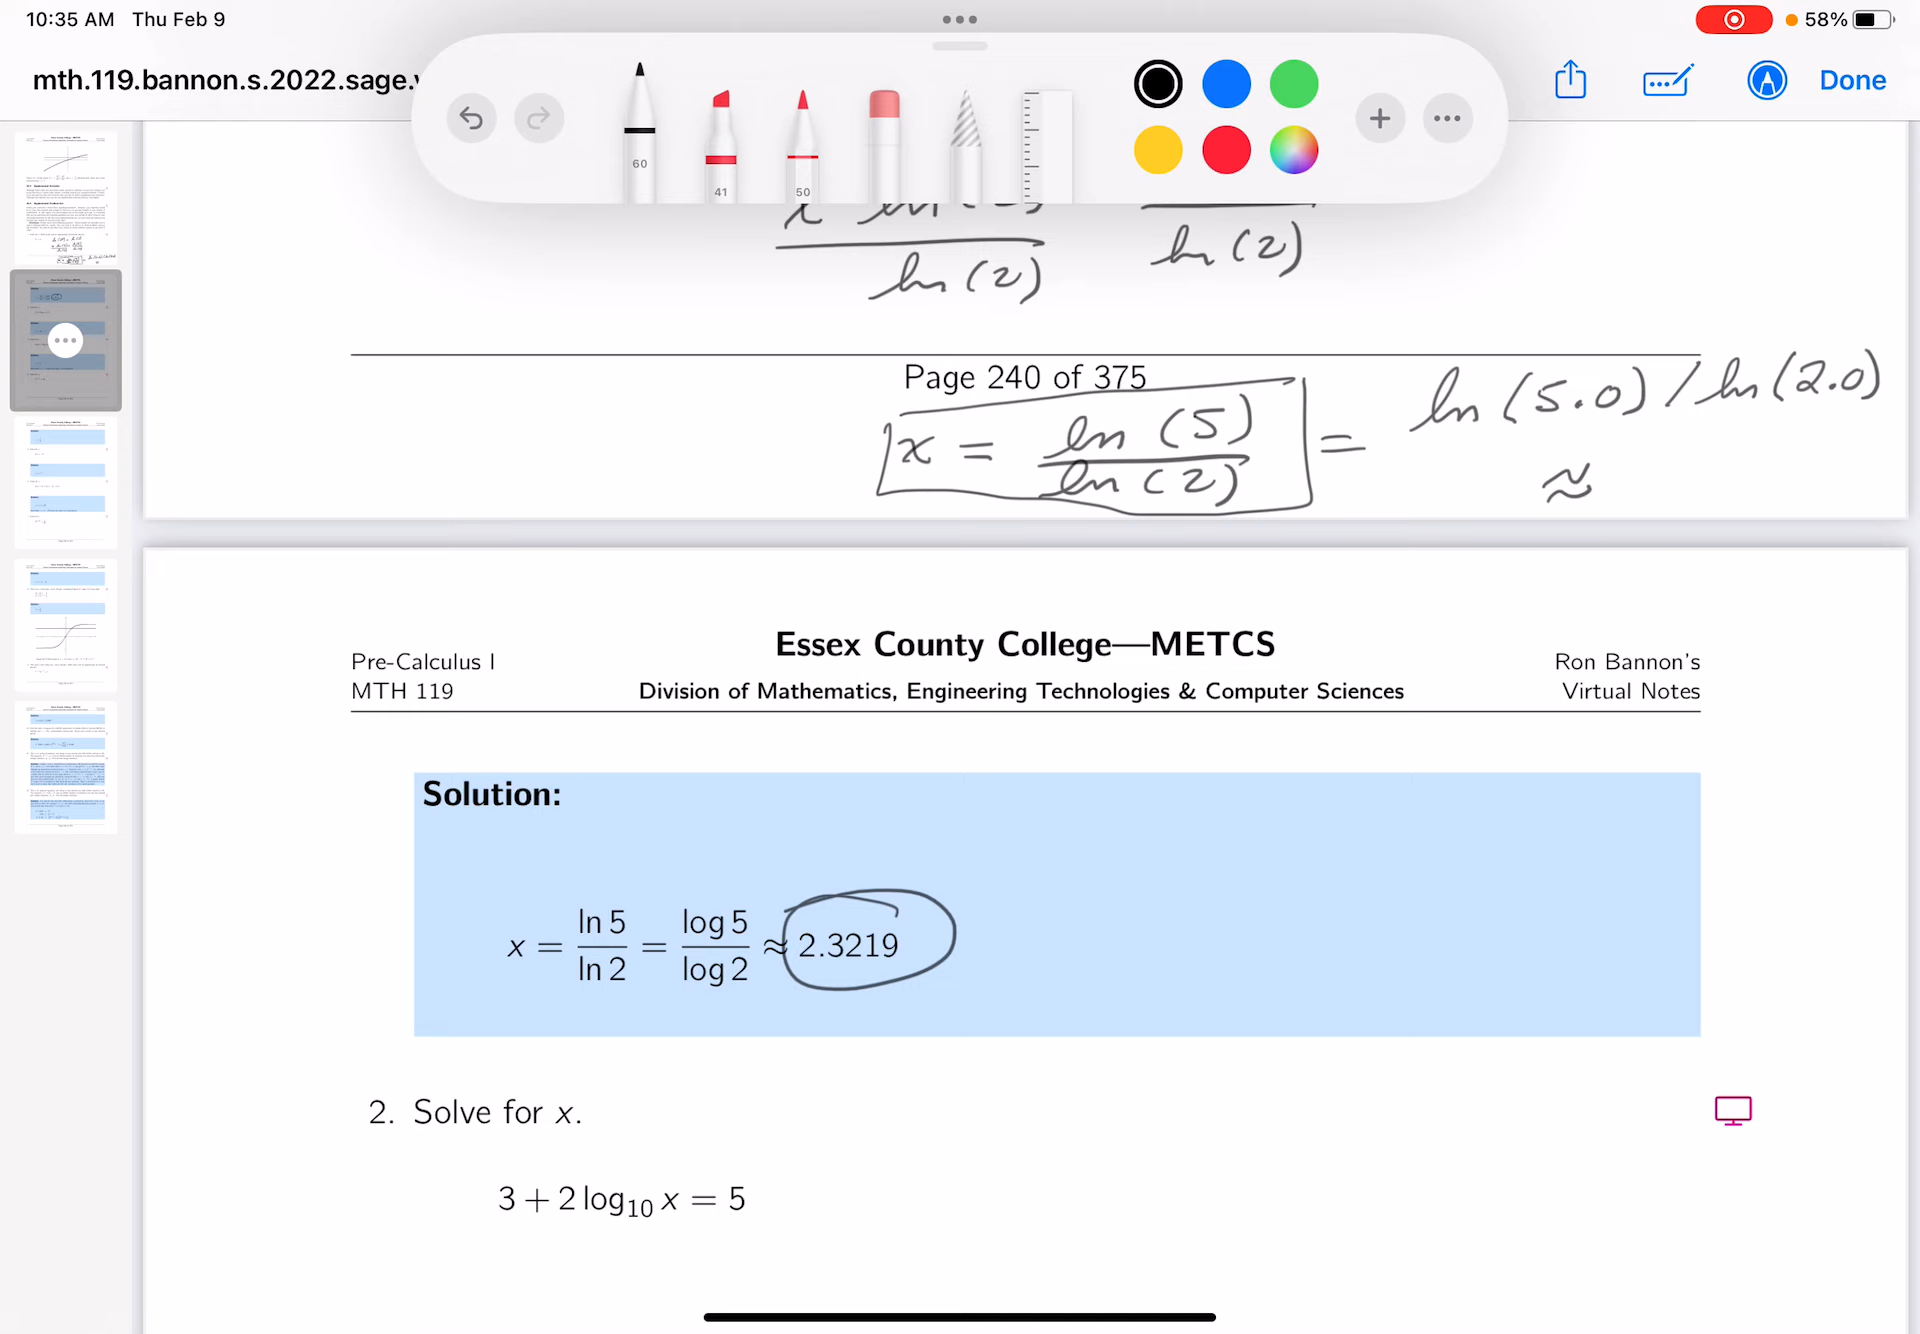 10:35 AM Thu Feb 9
58%
mth.119.bannon.s.2022.sage.
Done
60
41
50
x ln(2)
ln(2)
ln(2)
Page 240 of 375
x = ln(5)/ln(2) = ln(5.0)/ln(2.0)
≈
Pre-Calculus I
MTH 119
Essex County College—METCS
Division of Mathematics, Engineering Technologies & Computer Sciences
Ron Bannon's
Virtual Notes
Solution:
x = ln 5/ln 2 = log 5/log 2 ≈ 2.3219
2. Solve for x.
3 + 2 log₁₀ x = 5